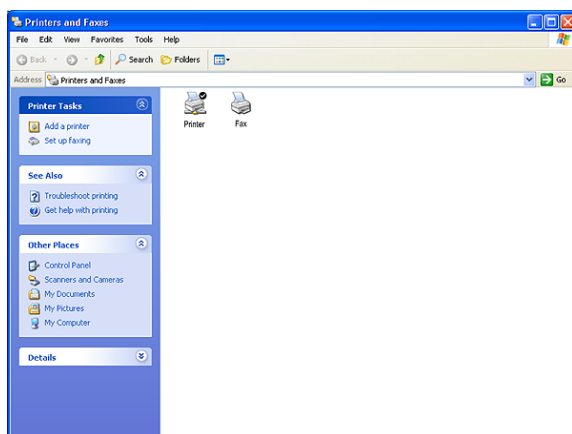 Printers and Faxes
File Edit View Favorites Tools Help
Back Search Folders
Address Printers and Faxes Go
Printer Tasks
Add a printer
Set up faxing
See Also
Troubleshoot printing
Get help with printing
Other Places
Control Panel
Scanners and Cameras
My Documents
My Pictures
My Computer
Details
Printer Fax